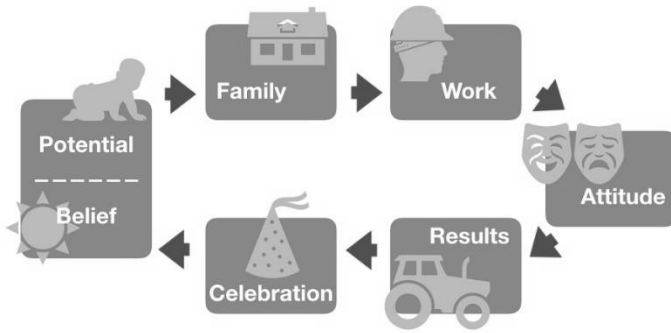 Potential
Belief
Family
Work
Attitude
Results
Celebration